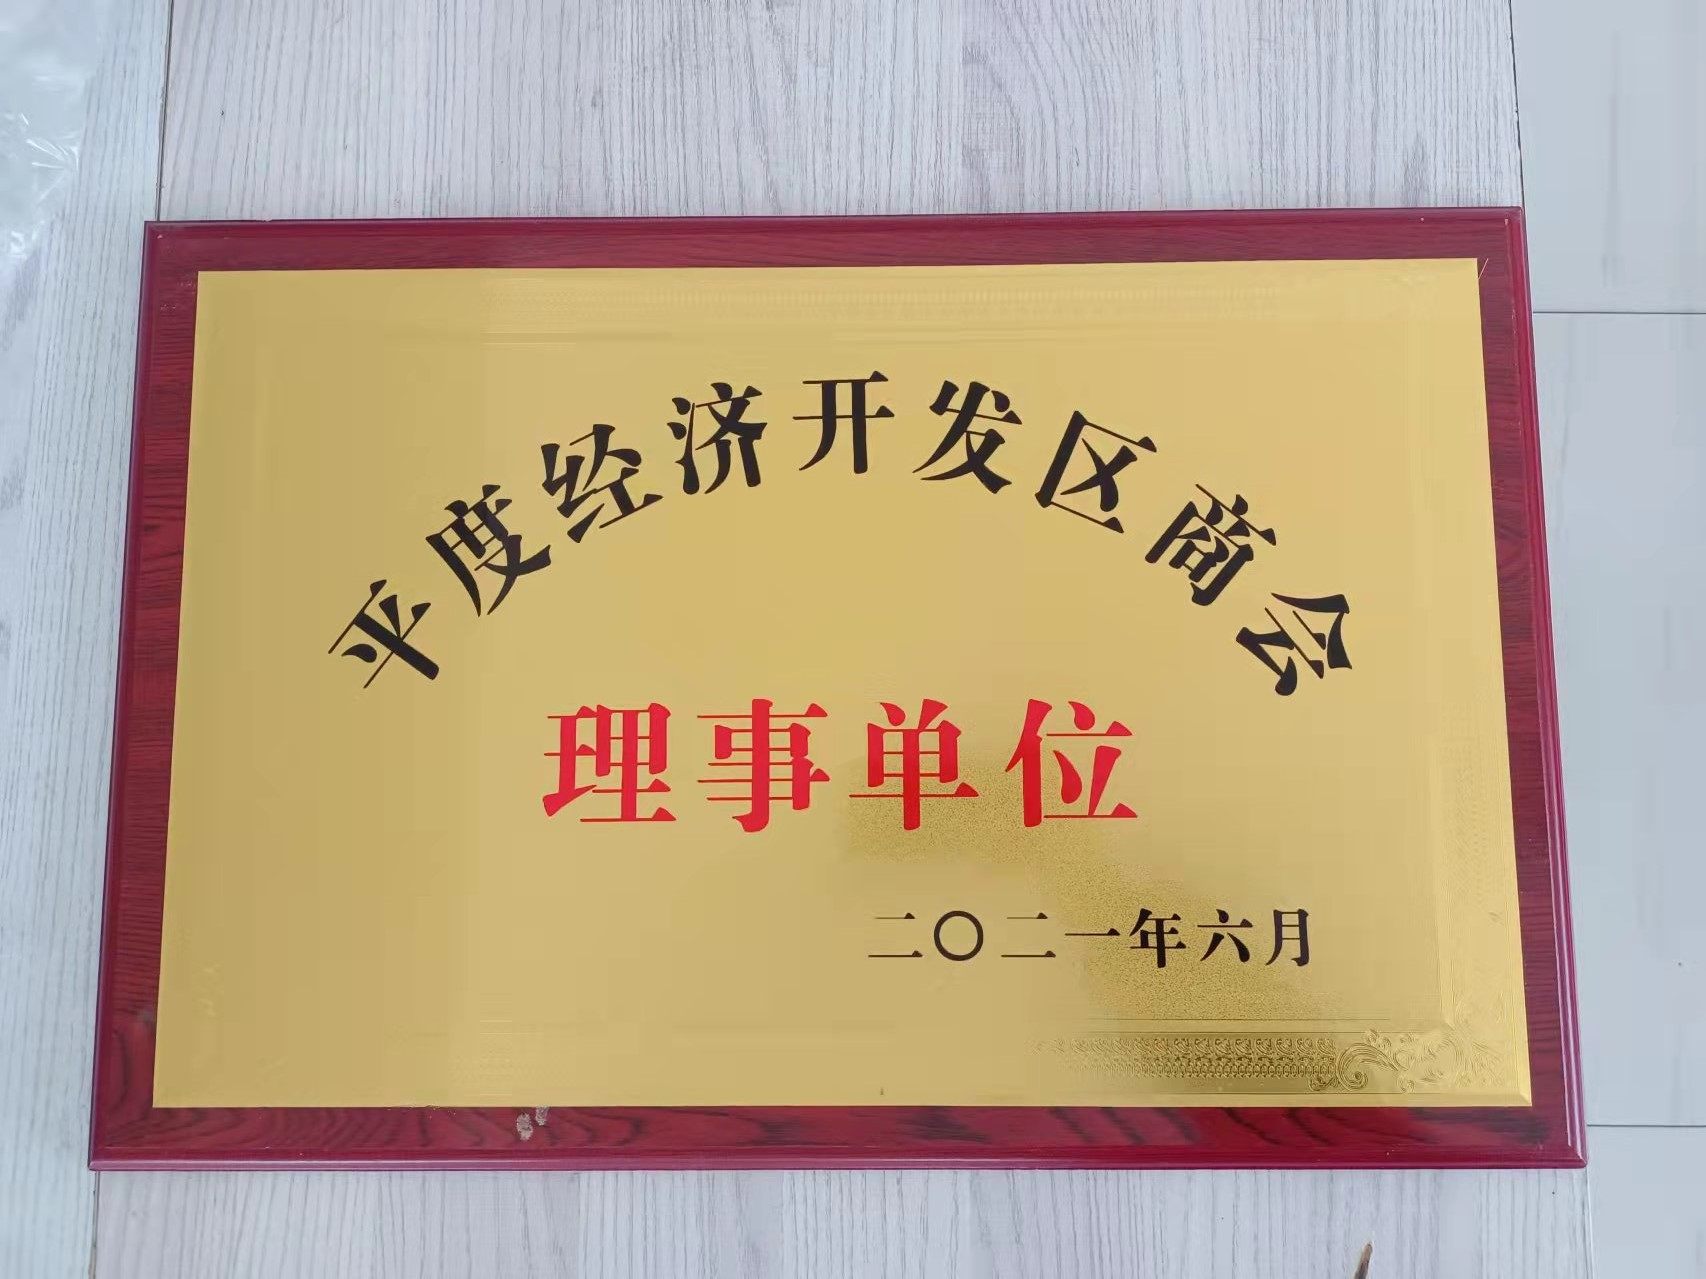 平度经济开发区商会
理事单位
二〇二一年六月